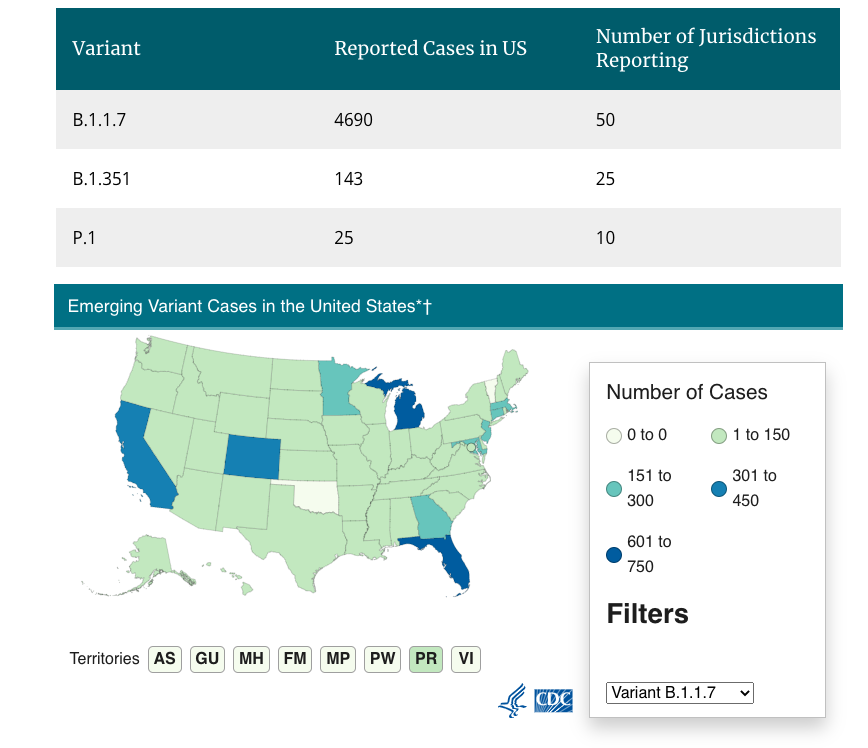 Variant Reported Cases in US Number of Jurisdictions
Reporting
B.1.1.7 4690 50
B.1.351 143 25
P.1 25 10
Emerging Variant Cases in the United States*†
Number of Cases
0 to 0 1 to 150
151 to
300
301 to
450
601 to
750
Filters
Variant B.1.1.7
Territories AS GU MH FM MP PW PR VI
CDC